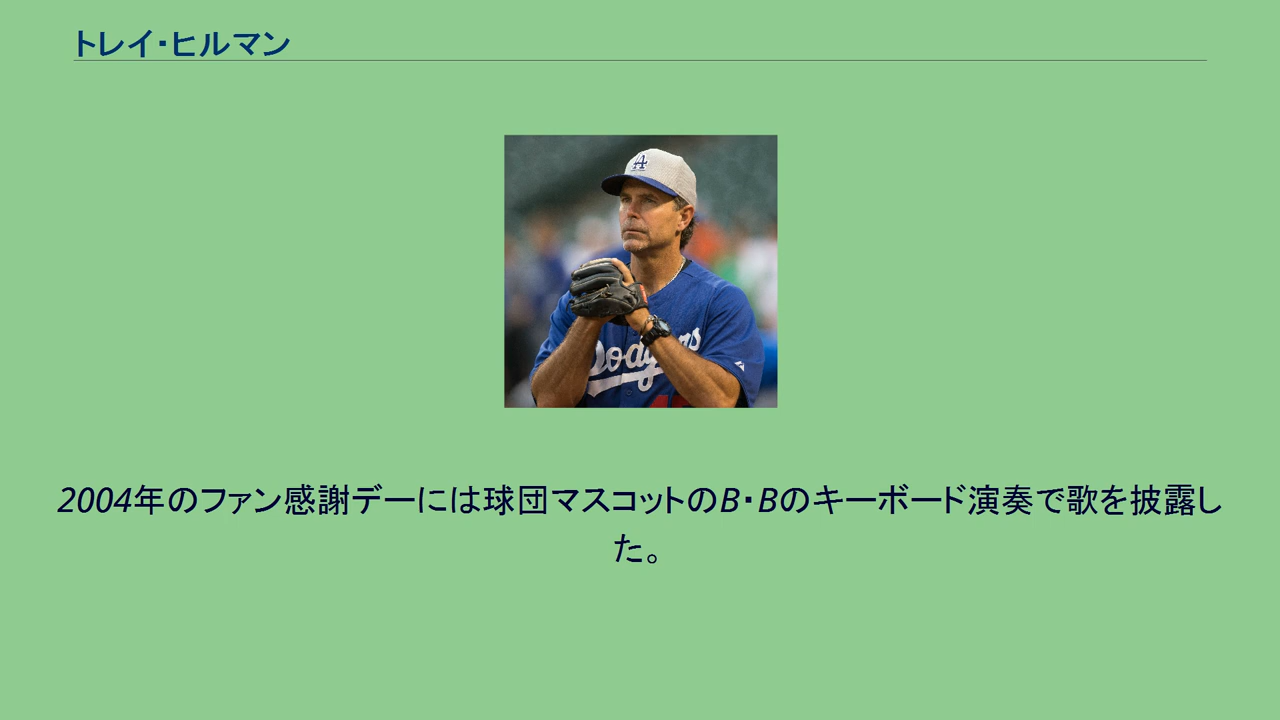 トレイ・ヒルマン
A
Dodgers
2004年のファン感謝デーには球団マスコットのB・Bのキーボード演奏で歌を披露し
た。